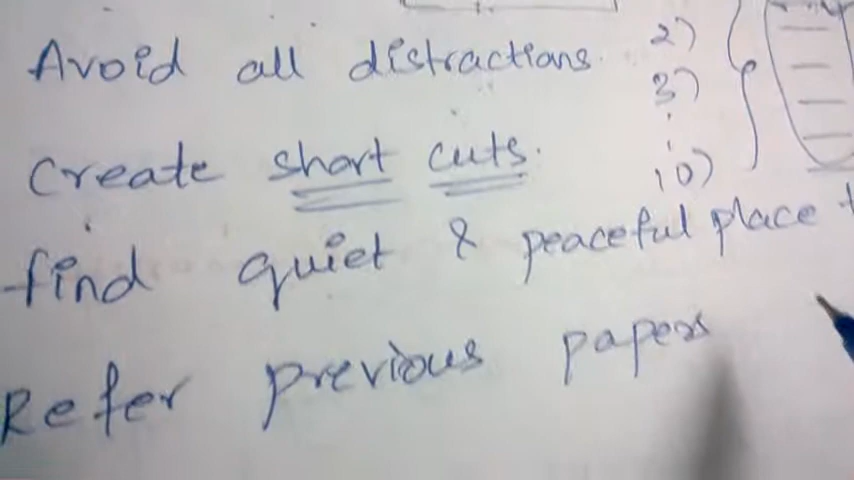 Avoid all distractions.
2)
3)
Create short cuts.
10)
find quiet & peaceful place
Refer previous papers